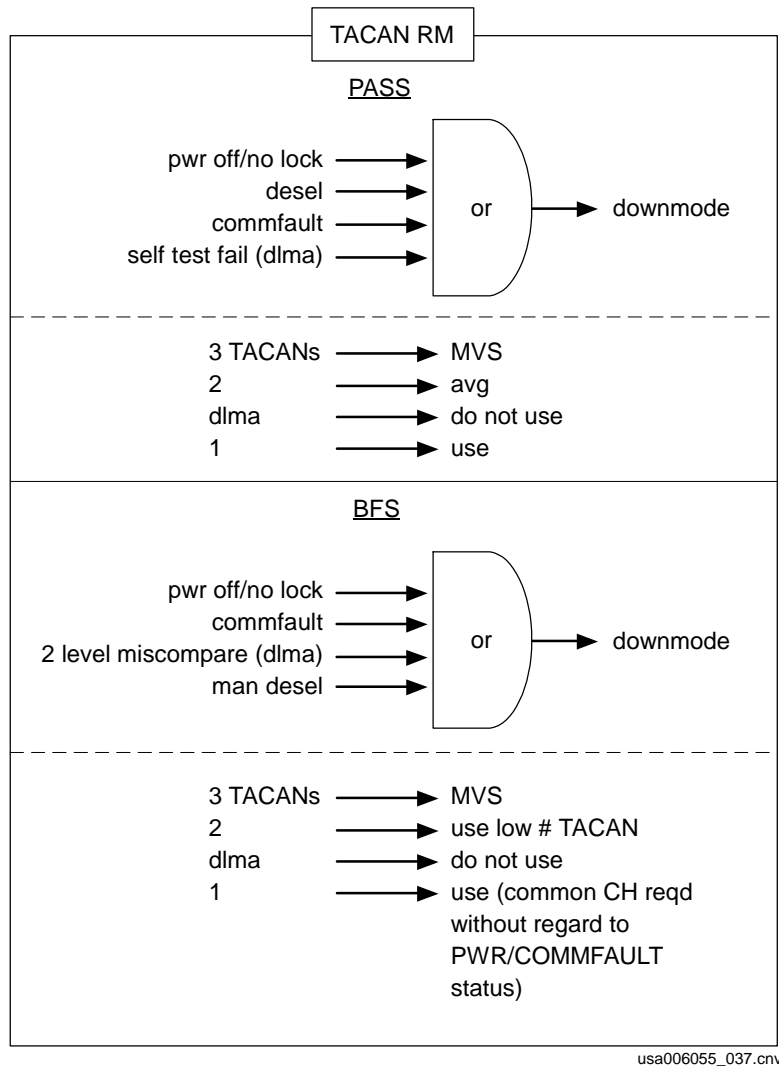 TACAN RM
PASS
pwr off/no lock
desel
commfault
self test fail (dlma)
or
downmode
3 TACANs MVS
2 avg
dlma do not use
1 use
BFS
pwr off/no lock
commfault
2 level miscompare (dlma)
man desel
or
downmode
3 TACANs MVS
2 use low # TACAN
dlma do not use
1 use (common CH reqd
without regard to
PWR/COMMFAULT
status)
usa006055_037.cnv